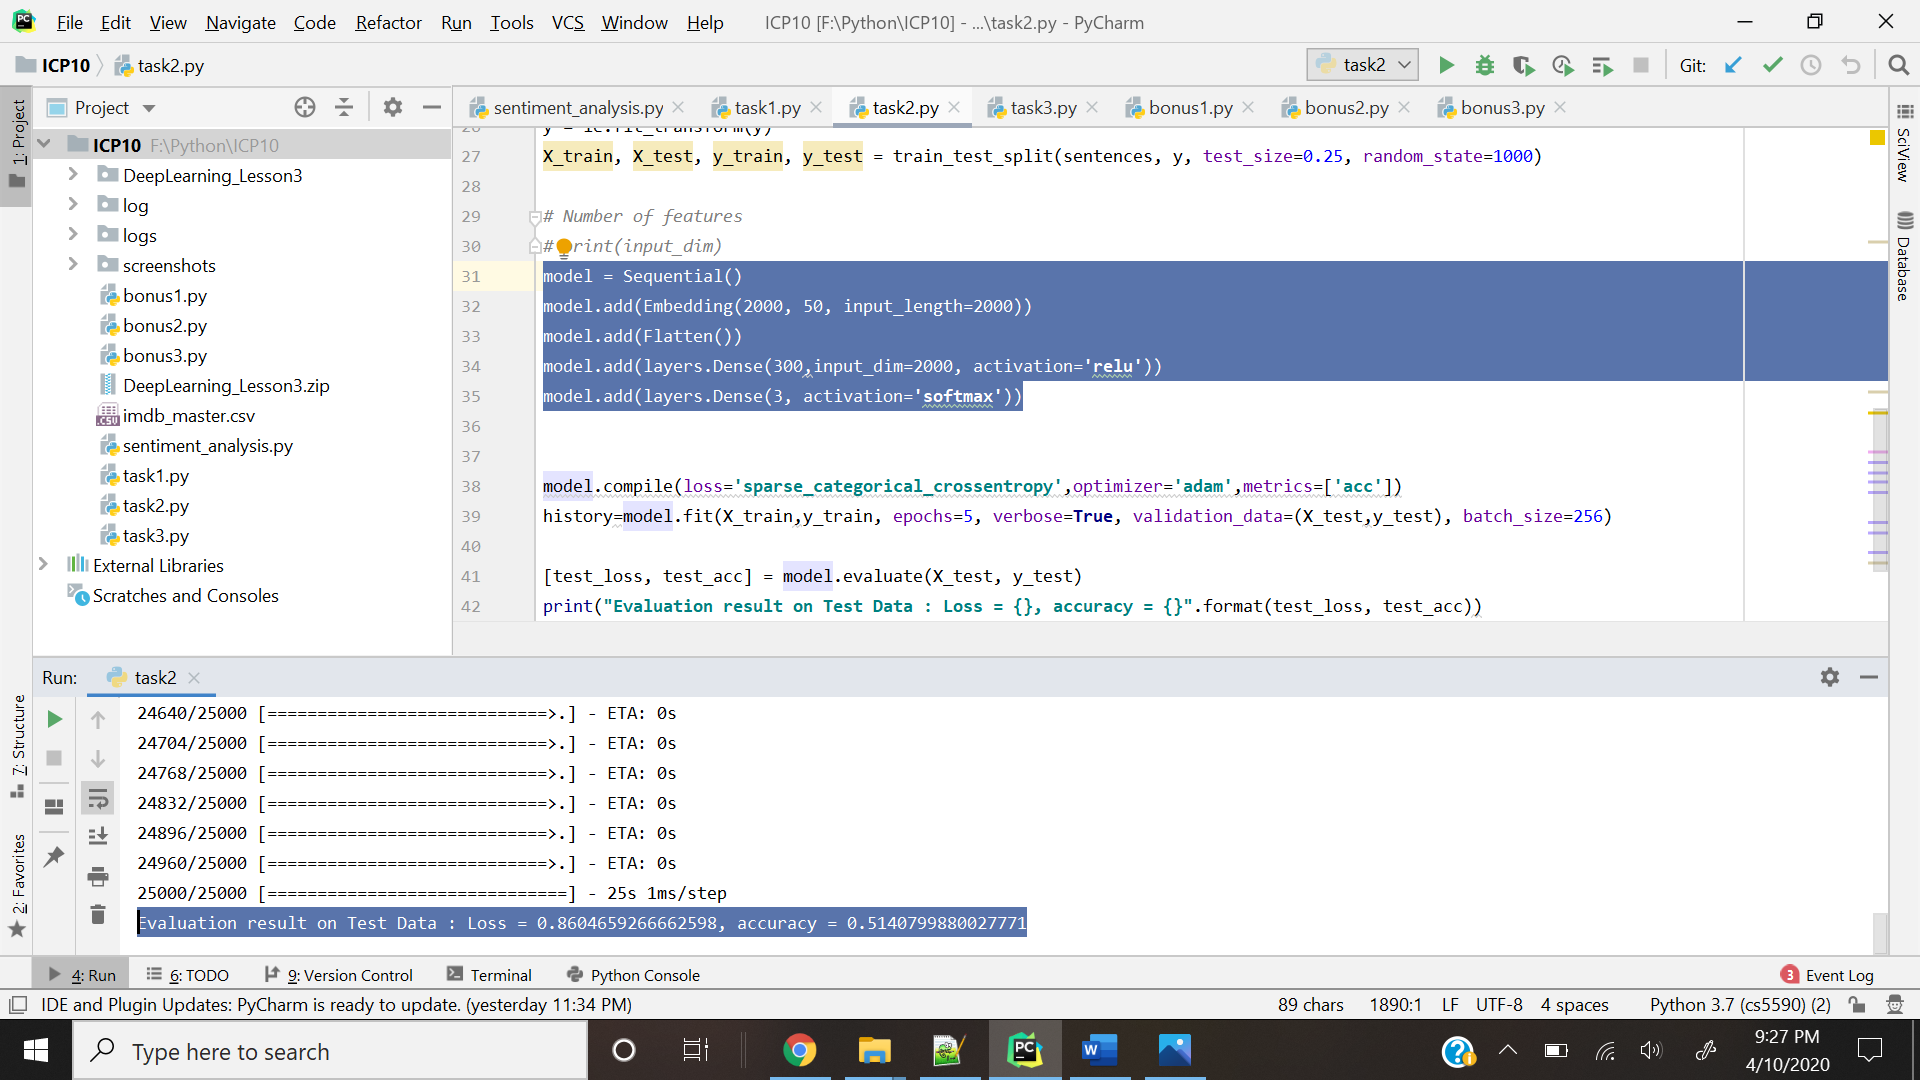 File Edit View Navigate Code Refactor Run Tools VCS Window Help ICP10 [F:\Python\ICP10] - ...\task2.py - PyCharm
ICP10 task2.py task2 Git:
Project sentiment_analysis.py task1.py task2.py task3.py bonus1.py bonus2.py bonus3.py
1: Project
ICP10 F:\Python\ICP10
DeepLearning_Lesson3
log
logs
screenshots
bonus1.py
bonus2.py
bonus3.py
DeepLearning_Lesson3.zip
imdb_master.csv
sentiment_analysis.py
task1.py
task2.py
task3.py
External Libraries
Scratches and Consoles
26 y = le.fit_transform(y)
27 X_train, X_test, y_train, y_test = train_test_split(sentences, y, test_size=0.25, random_state=1000)
28
29 # Number of features
30 # rint(input_dim)
31 model = Sequential()
32 model.add(Embedding(2000, 50, input_length=2000))
33 model.add(Flatten())
34 model.add(layers.Dense(300,input_dim=2000, activation='relu'))
35 model.add(layers.Dense(3, activation='softmax'))
36
37
38 model.compile(loss='sparse_categorical_crossentropy',optimizer='adam',metrics=['acc'])
39 history=model.fit(X_train,y_train, epochs=5, verbose=True, validation_data=(X_test,y_test), batch_size=256)
40
41 [test_loss, test_acc] = model.evaluate(X_test, y_test)
42 print("Evaluation result on Test Data : Loss = {}, accuracy = {}".format(test_loss, test_acc))
SciView
Database
Run: task2
7: Structure
2: Favorites
24640/25000 [============================>.] - ETA: 0s
24704/25000 [============================>.] - ETA: 0s
24768/25000 [============================>.] - ETA: 0s
24832/25000 [============================>.] - ETA: 0s
24896/25000 [============================>.] - ETA: 0s
24960/25000 [============================>.] - ETA: 0s
25000/25000 [==============================] - 25s 1ms/step
Evaluation result on Test Data : Loss = 0.8604659266662598, accuracy = 0.5140799880027771
4: Run 6: TODO 9: Version Control Terminal Python Console 3 Event Log
IDE and Plugin Updates: PyCharm is ready to update. (yesterday 11:34 PM) 89 chars 1890:1 LF UTF-8 4 spaces Python 3.7 (cs5590) (2)
Type here to search
9:27 PM
4/10/2020